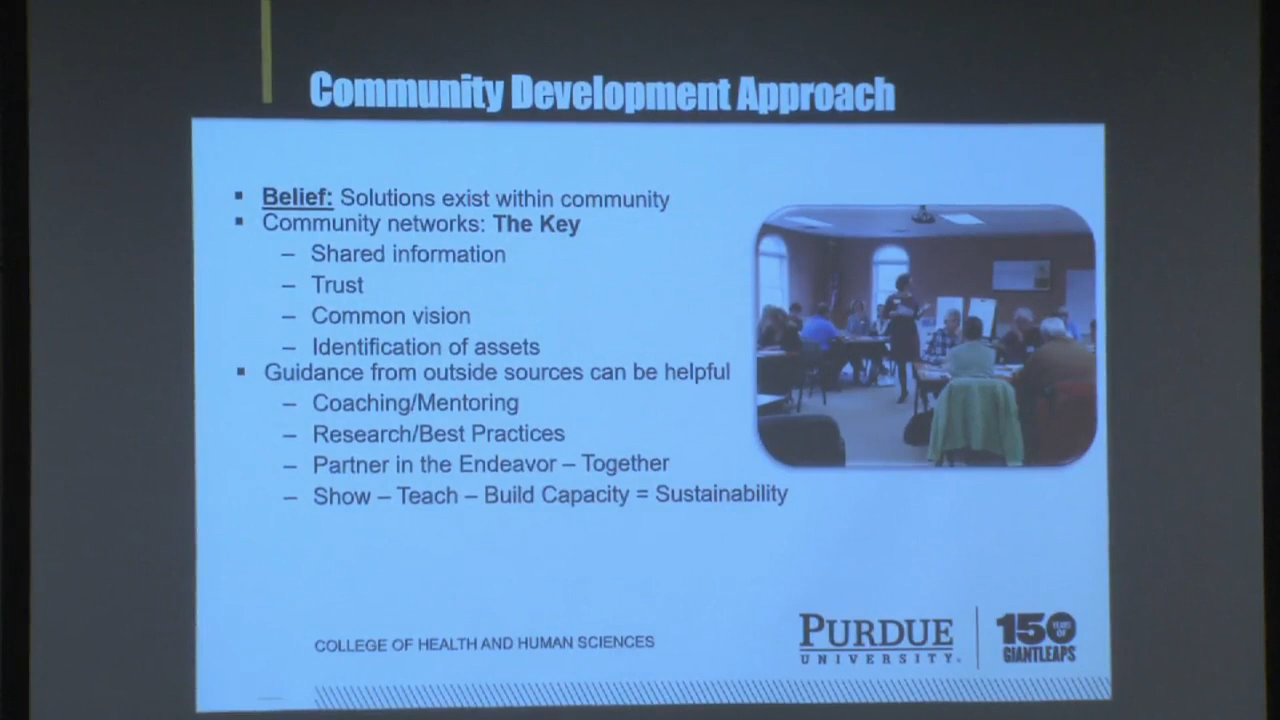 Community Development Approach
▪ Belief: Solutions exist within community
▪ Community networks: The Key
– Shared information
– Trust
– Common vision
– Identification of assets
▪ Guidance from outside sources can be helpful
– Coaching/Mentoring
– Research/Best Practices
– Partner in the Endeavor – Together
– Show – Teach – Build Capacity = Sustainability
COLLEGE OF HEALTH AND HUMAN SCIENCES
PURDUE
UNIVERSITY.
150 YEARS OF
GIANT LEAPS